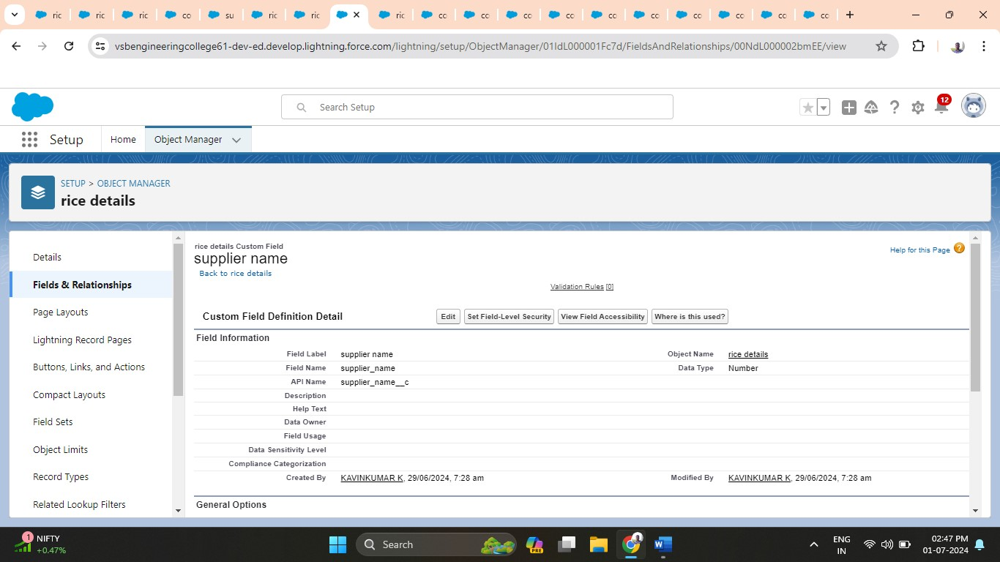 ric ric ric co su ric ric ric co co co co co co co co co co
vsbengineeringcollege61-dev-ed.develop.lightning.force.com/lightning/setup/ObjectManager/01IdL000001Fc7d/FieldsAndRelationships/00NdL000002bmEE/view
Search Setup
12
Setup Home Object Manager
SETUP > OBJECT MANAGER
rice details
Details
Fields & Relationships
Page Layouts
Lightning Record Pages
Buttons, Links, and Actions
Compact Layouts
Field Sets
Object Limits
Record Types
Related Lookup Filters
rice details Custom Field
supplier name
Back to rice details
Help for this Page
Validation Rules [0]
Custom Field Definition Detail Edit Set Field-Level Security View Field Accessibility Where is this used?
Field Information
Field Label supplier name Object Name rice details
Field Name supplier_name Data Type Number
API Name supplier_name__c
Description
Help Text
Data Owner
Field Usage
Data Sensitivity Level
Compliance Categorization
Created By KAVINKUMAR K, 29/06/2024, 7:28 am Modified By KAVINKUMAR K, 29/06/2024, 7:28 am
General Options
1 NIFTY
+0.47%
Search
PRE
ENG
IN
02:47 PM
01-07-2024